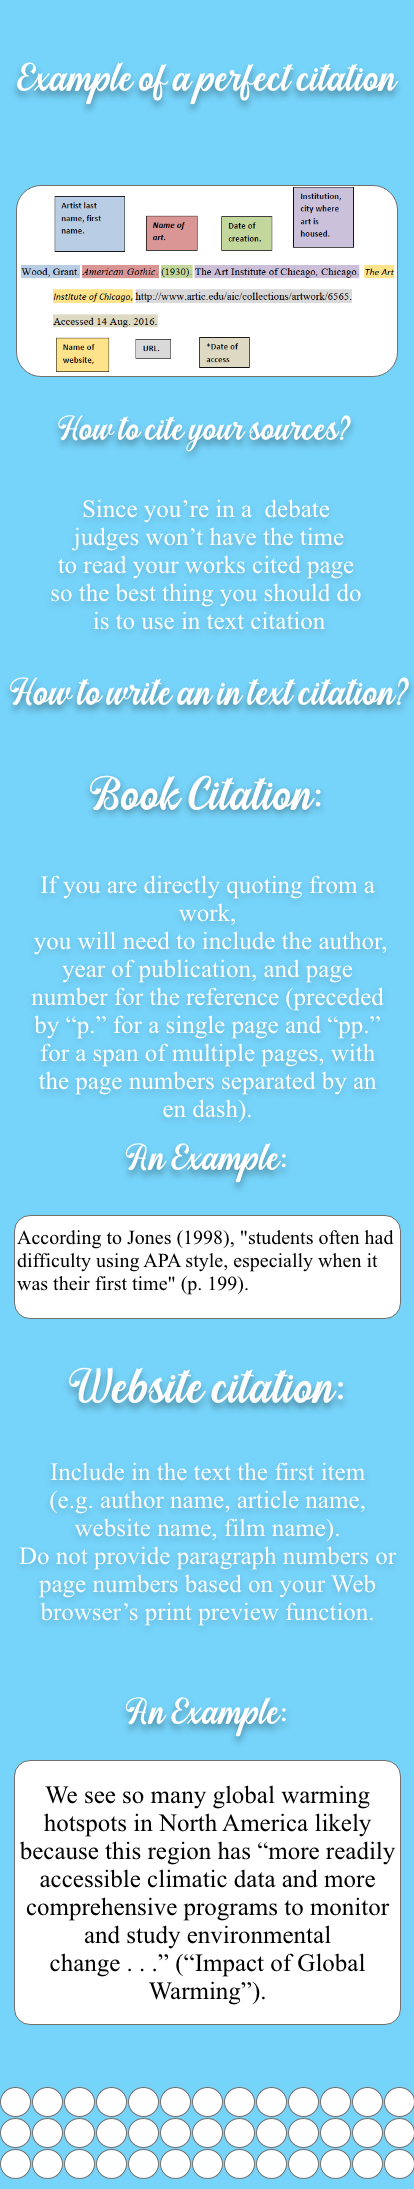 Example of a perfect citation
Artist last
name, first
name.
Name of
art.
Date of
creation.
Institution,
city where
art is
housed.
Wood, Grant. American Gothic. (1930). The Art Institute of Chicago, Chicago. The Art
Institute of Chicago, http://www.artic.edu/aic/collections/artwork/6565.
Accessed 14 Aug. 2016.
Name of
website,
URL.
*Date of
access
How to cite your sources?
Since you’re in a debate
judges won’t have the time
to read your works cited page
so the best thing you should do
is to use in text citation
How to write an in text citation?
Book Citation:
If you are directly quoting from a
work,
you will need to include the author,
year of publication, and page
number for the reference (preceded
by “p.” for a single page and “pp.”
for a span of multiple pages, with
the page numbers separated by an
en dash).
An Example:
According to Jones (1998), "students often had
difficulty using APA style, especially when it
was their first time" (p. 199).
Website citation:
Include in the text the first item
(e.g. author name, article name,
website name, film name).
Do not provide paragraph numbers or
page numbers based on your Web
browser’s print preview function.
An Example:
We see so many global warming
hotspots in North America likely
because this region has “more readily
accessible climatic data and more
comprehensive programs to monitor
and study environmental
change . . .” (“Impact of Global
Warming”).